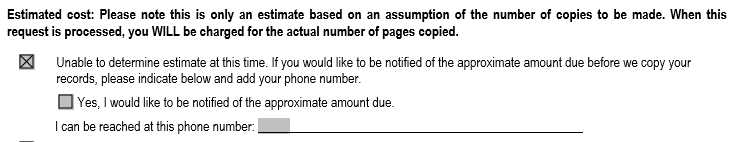 Estimated cost: Please note this is only an estimate based on an assumption of the number of copies to be made. When this
request is processed, you WILL be charged for the actual number of pages copied.
Unable to determine estimate at this time. If you would like to be notified of the approximate amount due before we copy your
records, please indicate below and add your phone number.
Yes, I would like to be notified of the approximate amount due.
I can be reached at this phone number: